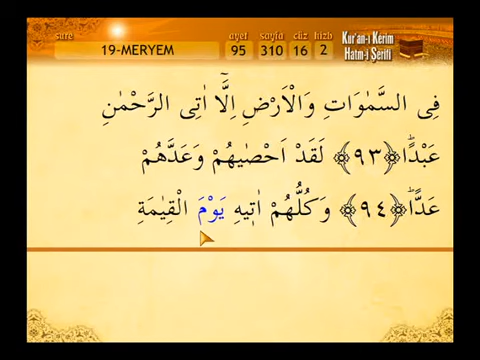 sure
ayet sayfa cüz hizb
19-MERYEM 95 310 16 2
Kur'an-ı Kerim
Hatm-i Şerifi
فِي السَّمٰوَاتِ وَالْاَرْضِ اِلَّٓا اٰتِى الرَّحْمٰنِ
عَبْدًاۜ ﴿٩٣﴾ لَقَدْ اَحْصٰيهُمْ وَعَدَّهُمْ
عَدًّاۜ ﴿٩٤﴾ وَكُلُّهُمْ اٰتٖيهِ يَوْمَ الْقِيٰمَةِ